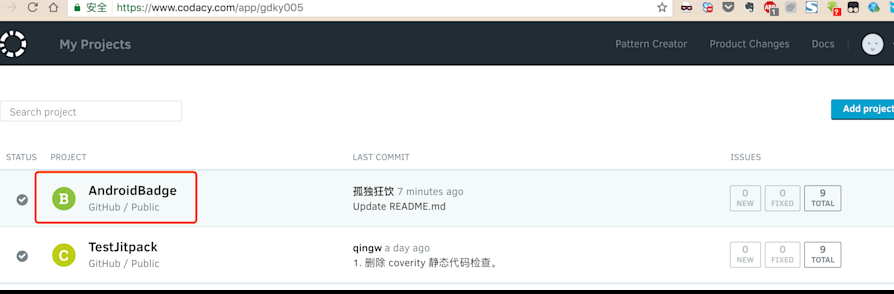 安全 https://www.codacy.com/app/gdky005
My Projects Pattern Creator Product Changes Docs
Search project
Add project
STATUS PROJECT LAST COMMIT ISSUES
B AndroidBadge 孤独狂饮 7 minutes ago 0 0 9
GitHub / Public Update README.md NEW FIXED TOTAL
C TestJitpack qingw a day ago 0 0 9
GitHub / Public 1. 删除 coverity 静态代码检查。 NEW FIXED TOTAL